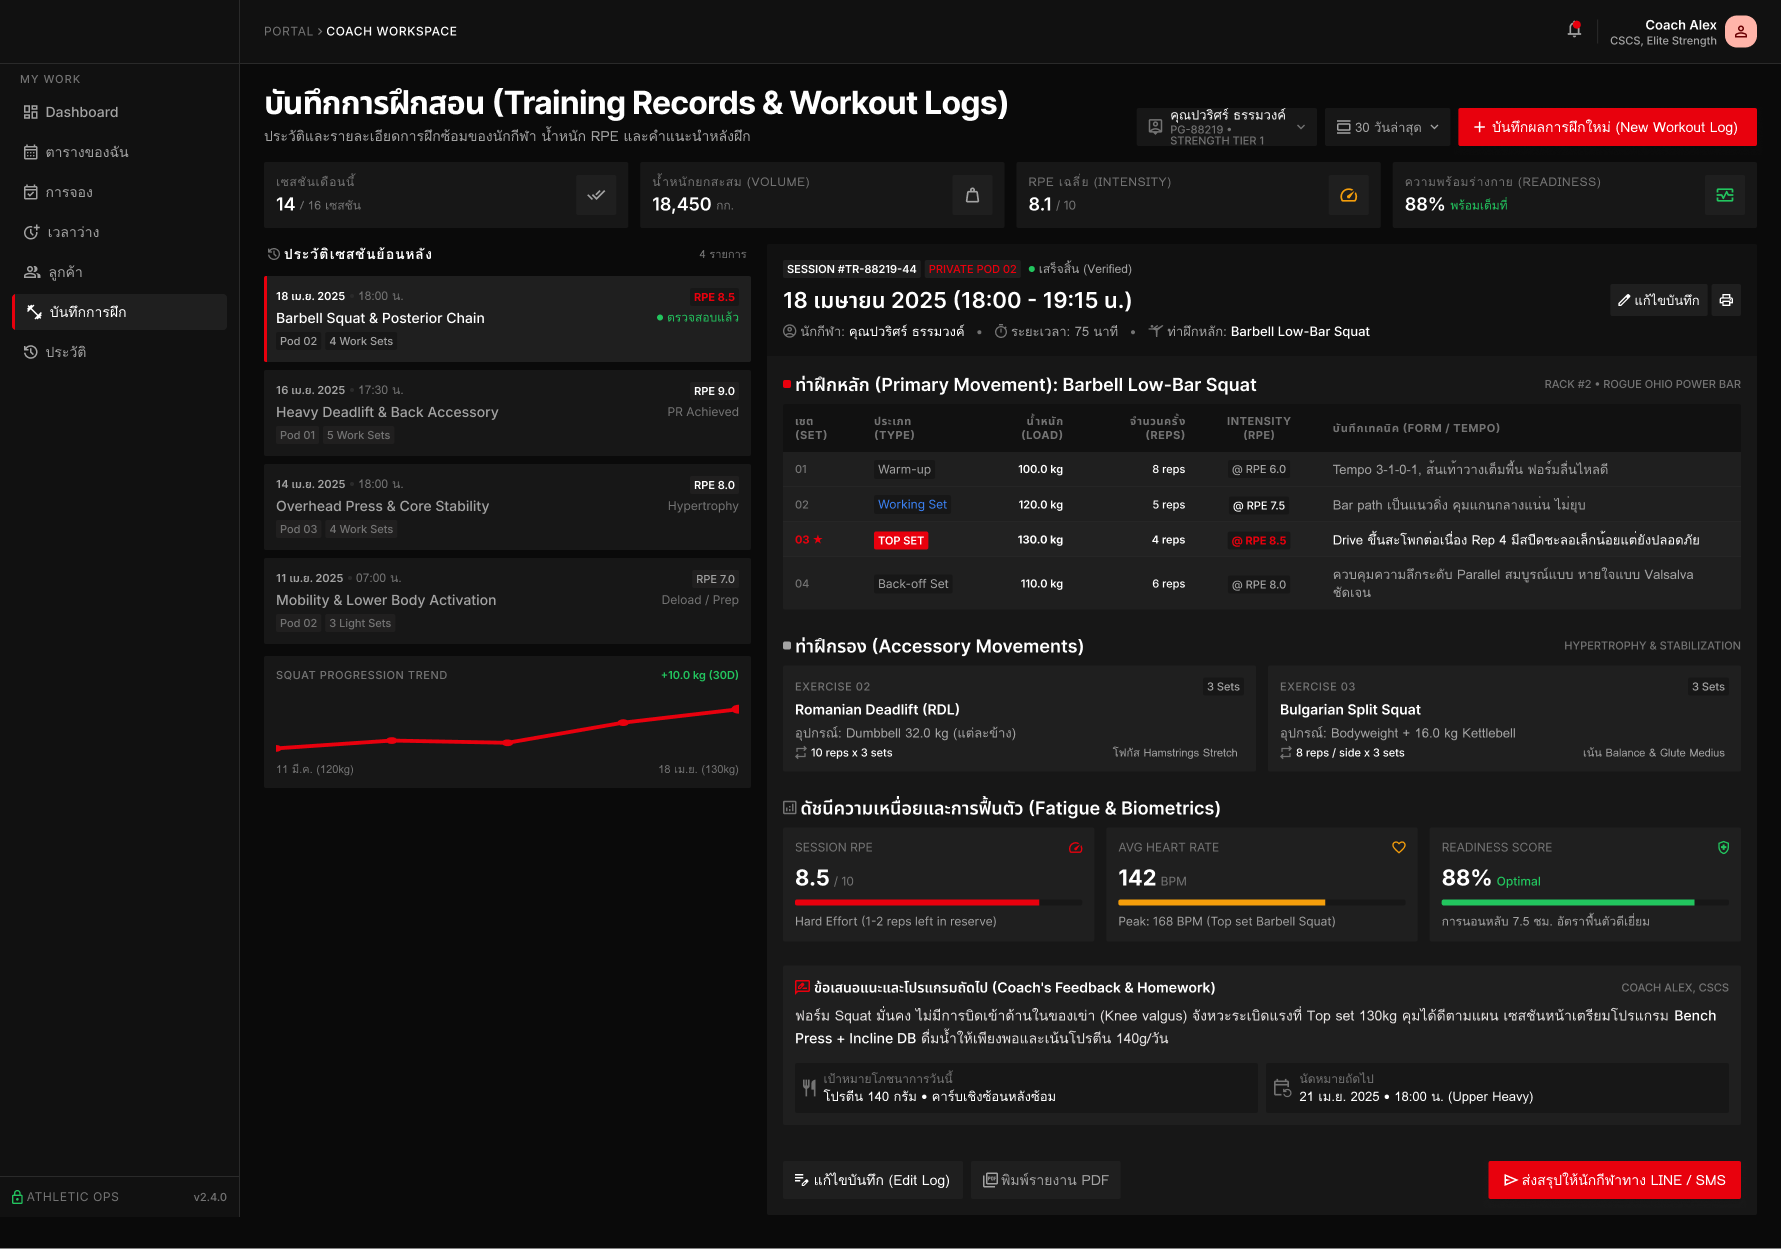 PORTAL > COACH WORKSPACE
Coach Alex
CSCS, Elite Strength
MY WORK
Dashboard
ตารางของฉัน
การจอง
เวลาว่าง
ลูกค้า
บันทึกการฝึก
ประวัติ
ATHLETIC OPS
v2.4.0
บันทึกการฝึกสอน (Training Records & Workout Logs)
ประวัติและรายละเอียดการฝึกซ้อมของนักกีฬา น้ำหนัก RPE และคำแนะนำหลังฝึก
คุณปวริศร์ ธรรมวงค์
PG-88219 •
STRENGTH TIER 1
30 วันล่าสุด
+ บันทึกผลการฝึกใหม่ (New Workout Log)
เซสชันเดือนนี้
14 / 16 เซสชัน
น้ำหนักยกสะสม (VOLUME)
18,450 กก.
RPE เฉลี่ย (INTENSITY)
8.1 / 10
ความพร้อมร่างกาย (READINESS)
88% พร้อมเต็มที่
ประวัติเซสชันย้อนหลัง
4 รายการ
18 เม.ย. 2025 • 18:00 น.
RPE 8.5
Barbell Squat & Posterior Chain
● ตรวจสอบแล้ว
Pod 02 4 Work Sets
16 เม.ย. 2025 • 17:30 น.
RPE 9.0
Heavy Deadlift & Back Accessory
PR Achieved
Pod 01 5 Work Sets
14 เม.ย. 2025 • 18:00 น.
RPE 8.0
Overhead Press & Core Stability
Hypertrophy
Pod 03 4 Work Sets
11 เม.ย. 2025 • 07:00 น.
RPE 7.0
Mobility & Lower Body Activation
Deload / Prep
Pod 02 3 Light Sets
SQUAT PROGRESSION TREND
+10.0 kg (30D)
11 มี.ค. (120kg)
18 เม.ย. (130kg)
SESSION #TR-88219-44 PRIVATE POD 02 ● เสร็จสิ้น (Verified)
18 เมษายน 2025 (18:00 - 19:15 น.)
แก้ไขบันทึก
นักกีฬา: คุณปวริศร์ ธรรมวงค์ • ระยะเวลา: 75 นาที • ท่าฝึกหลัก: Barbell Low-Bar Squat
ท่าฝึกหลัก (Primary Movement): Barbell Low-Bar Squat
RACK #2 • ROGUE OHIO POWER BAR
เซต (SET) ประเภท (TYPE) น้ำหนัก (LOAD) จำนวนครั้ง (REPS) INTENSITY (RPE) บันทึกเทคนิค (FORM / TEMPO)
01 Warm-up 100.0 kg 8 reps @ RPE 6.0 Tempo 3-1-0-1, ส้นเท้าวางเต็มพื้น ฟอร์มลื่นไหลดี
02 Working Set 120.0 kg 5 reps @ RPE 7.5 Bar path เป็นแนวดิ่ง คุมแกนกลางแน่น ไม่ยุบ
03 ★ TOP SET 130.0 kg 4 reps @ RPE 8.5 Drive ขึ้นสะโพกต่อเนื่อง Rep 4 มีสปีดชะลอเล็กน้อยแต่ยังปลอดภัย
04 Back-off Set 110.0 kg 6 reps @ RPE 8.0 ควบคุมความลึกระดับ Parallel สมบูรณ์แบบ หายใจแบบ Valsalva
ชัดเจน
ท่าฝึกรอง (Accessory Movements)
HYPERTROPHY & STABILIZATION
EXERCISE 02
3 Sets
Romanian Deadlift (RDL)
อุปกรณ์: Dumbbell 32.0 kg (แต่ละข้าง)
10 reps x 3 sets
โฟกัส Hamstrings Stretch
EXERCISE 03
3 Sets
Bulgarian Split Squat
อุปกรณ์: Bodyweight + 16.0 kg Kettlebell
8 reps / side x 3 sets
เน้น Balance & Glute Medius
ดัชนีความเหนื่อยและการฟื้นตัว (Fatigue & Biometrics)
SESSION RPE
8.5 / 10
Hard Effort (1-2 reps left in reserve)
AVG HEART RATE
142 BPM
Peak: 168 BPM (Top set Barbell Squat)
READINESS SCORE
88% Optimal
การนอนหลับ 7.5 ชม. อัตราฟื้นตัวดีเยี่ยม
ข้อเสนอแนะและโปรแกรมถัดไป (Coach's Feedback & Homework)
COACH ALEX, CSCS
ฟอร์ม Squat มั่นคง ไม่มีการบิดเข้าด้านในของเข่า (Knee valgus) จังหวะระเบิดแรงที่ Top set 130kg คุมได้ดีตามแผน เซสชันหน้าเตรียมโปรแกรม Bench
Press + Incline DB ดื่มน้ำให้เพียงพอและเน้นโปรตีน 140g/วัน
เป้าหมายโภชนาการวันนี้
โปรตีน 140 กรัม • คาร์บเชิงซ้อนหลังซ้อม
นัดหมายถัดไป
21 เม.ย. 2025 • 18:00 น. (Upper Heavy)
แก้ไขบันทึก (Edit Log)
พิมพ์รายงาน PDF
ส่งสรุปให้นักกีฬาทาง LINE / SMS